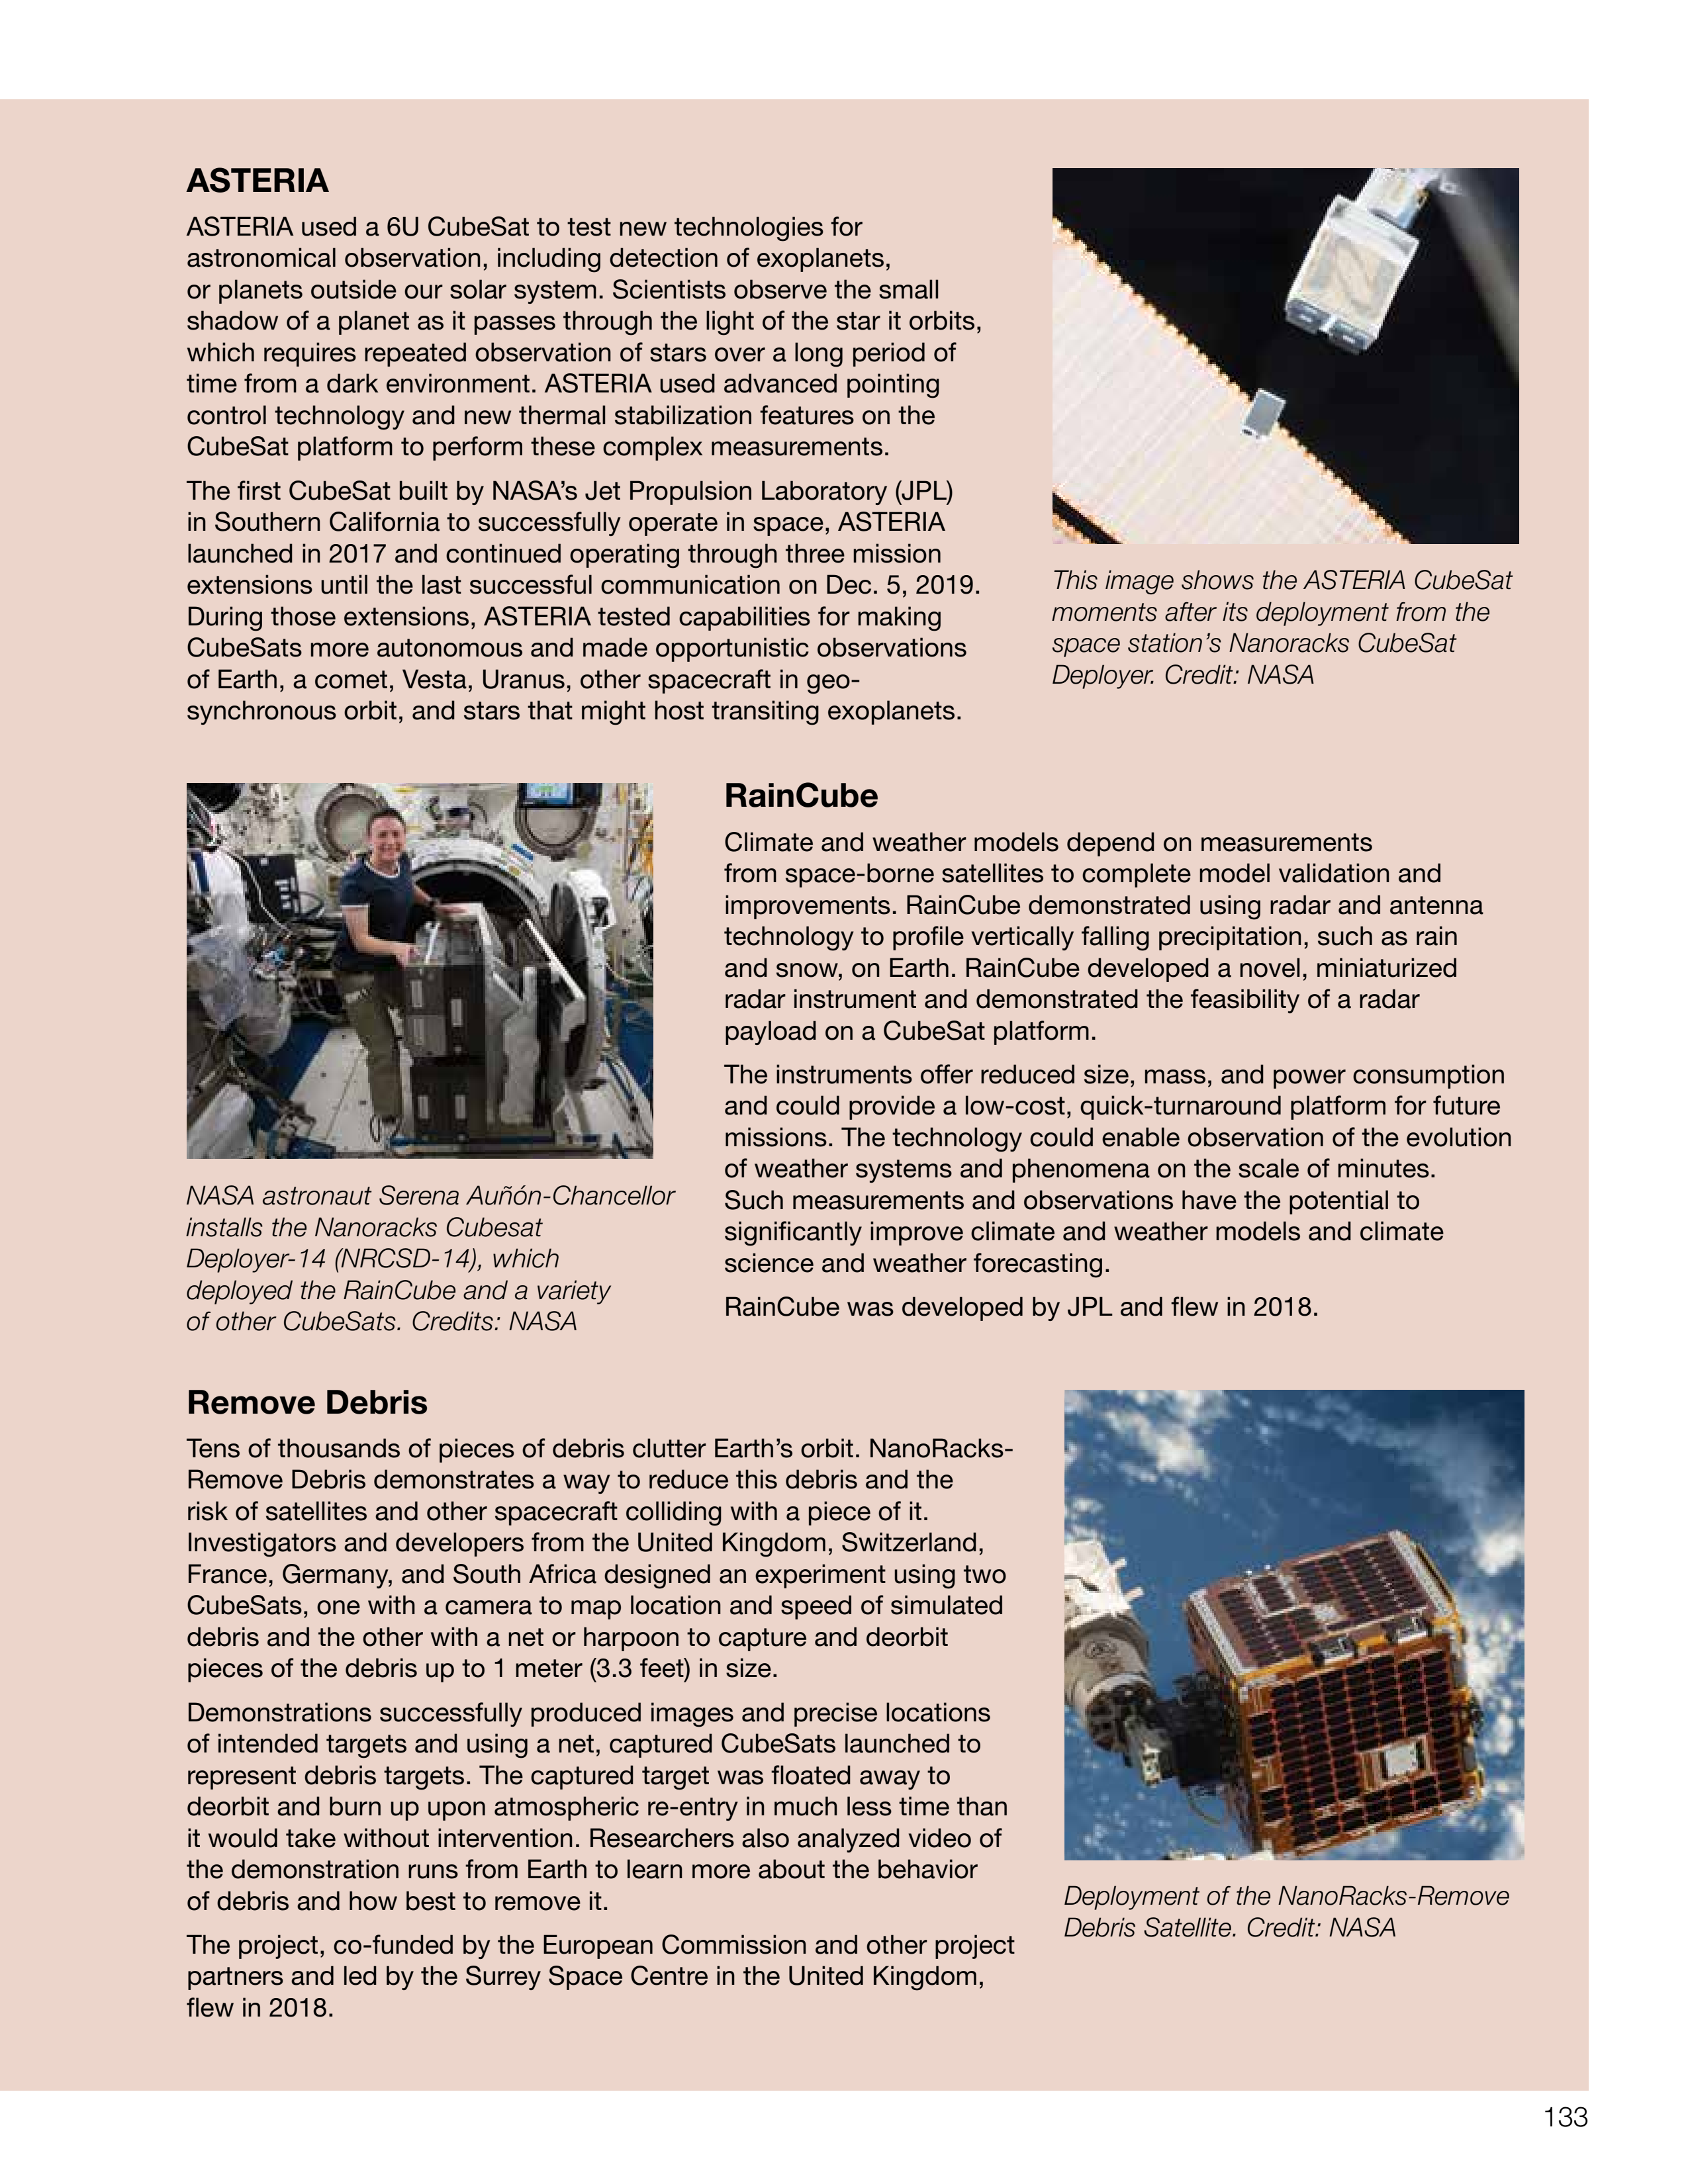 ASTERIA
ASTERIA used a 6U CubeSat to test new technologies for
astronomical observation, including detection of exoplanets,
or planets outside our solar system. Scientists observe the small
shadow of a planet as it passes through the light of the star it orbits,
which requires repeated observation of stars over a long period of
time from a dark environment. ASTERIA used advanced pointing
control technology and new thermal stabilization features on the
CubeSat platform to perform these complex measurements.
The first CubeSat built by NASA’s Jet Propulsion Laboratory (JPL)
in Southern California to successfully operate in space, ASTERIA
launched in 2017 and continued operating through three mission
extensions until the last successful communication on Dec. 5, 2019.
During those extensions, ASTERIA tested capabilities for making
CubeSats more autonomous and made opportunistic observations
of Earth, a comet, Vesta, Uranus, other spacecraft in geo-
synchronous orbit, and stars that might host transiting exoplanets.
This image shows the ASTERIA CubeSat
moments after its deployment from the
space station’s Nanoracks CubeSat
Deployer. Credit: NASA
NASA astronaut Serena Auñón-Chancellor
installs the Nanoracks Cubesat
Deployer-14 (NRCSD-14), which
deployed the RainCube and a variety
of other CubeSats. Credits: NASA
RainCube
Climate and weather models depend on measurements
from space-borne satellites to complete model validation and
improvements. RainCube demonstrated using radar and antenna
technology to profile vertically falling precipitation, such as rain
and snow, on Earth. RainCube developed a novel, miniaturized
radar instrument and demonstrated the feasibility of a radar
payload on a CubeSat platform.
The instruments offer reduced size, mass, and power consumption
and could provide a low-cost, quick-turnaround platform for future
missions. The technology could enable observation of the evolution
of weather systems and phenomena on the scale of minutes.
Such measurements and observations have the potential to
significantly improve climate and weather models and climate
science and weather forecasting.
RainCube was developed by JPL and flew in 2018.
Remove Debris
Tens of thousands of pieces of debris clutter Earth’s orbit. NanoRacks-
Remove Debris demonstrates a way to reduce this debris and the
risk of satellites and other spacecraft colliding with a piece of it.
Investigators and developers from the United Kingdom, Switzerland,
France, Germany, and South Africa designed an experiment using two
CubeSats, one with a camera to map location and speed of simulated
debris and the other with a net or harpoon to capture and deorbit
pieces of the debris up to 1 meter (3.3 feet) in size.
Demonstrations successfully produced images and precise locations
of intended targets and using a net, captured CubeSats launched to
represent debris targets. The captured target was floated away to
deorbit and burn up upon atmospheric re-entry in much less time than
it would take without intervention. Researchers also analyzed video of
the demonstration runs from Earth to learn more about the behavior
of debris and how best to remove it.
The project, co-funded by the European Commission and other project
partners and led by the Surrey Space Centre in the United Kingdom,
flew in 2018.
Deployment of the NanoRacks-Remove
Debris Satellite. Credit: NASA
133